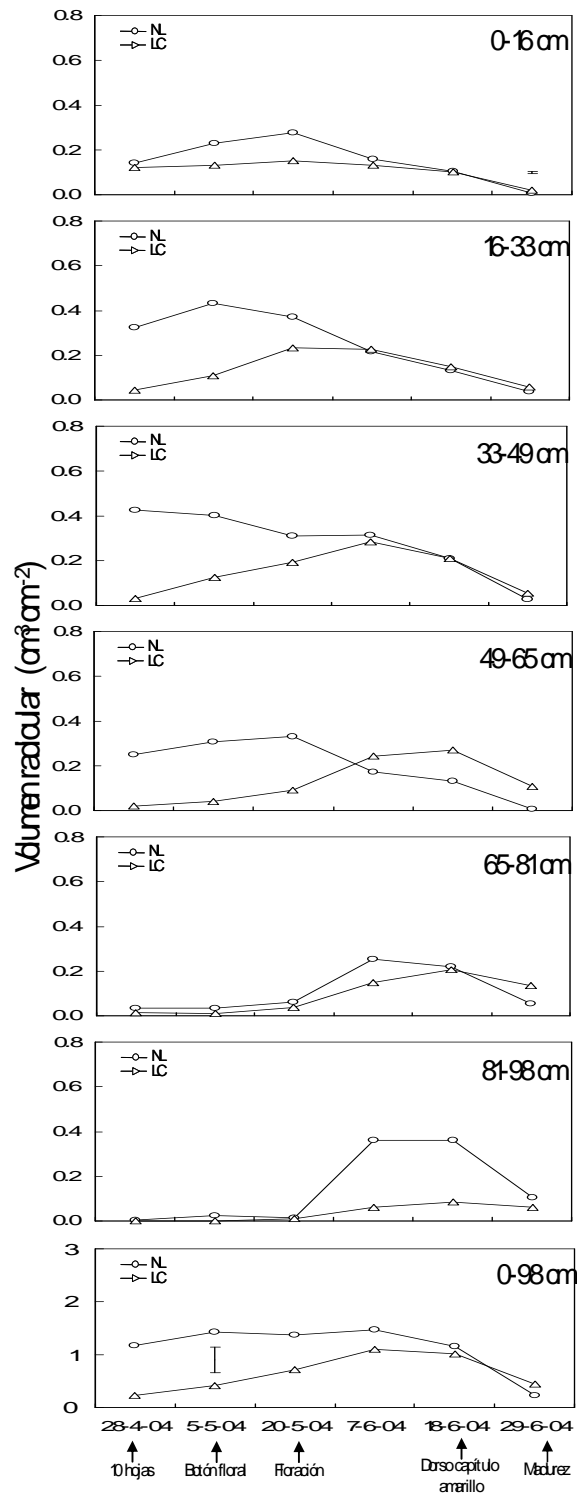 0.8
NL
LC
0-16 cm
0.6
0.4
0.2
0.0
0.8
NL
LC
16-33 cm
0.6
0.4
0.2
0.0
0.8
NL
LC
33-49 cm
0.6
0.4
0.2
0.0
0.8
NL
LC
49-65 cm
0.6
0.4
0.2
0.0
0.8
NL
LC
65-81 cm
0.6
0.4
0.2
0.0
0.8
NL
LC
81-98 cm
0.6
0.4
0.2
0.0
3
NL
LC
0-98 cm
2
1
0
Volumen radicular (cm³ cm⁻²)
28-4-04 5-5-04 20-5-04 7-6-04 18-6-04 29-6-04
10 hojas Botón floral Floración Dorso capítulo Madurez
amarillo